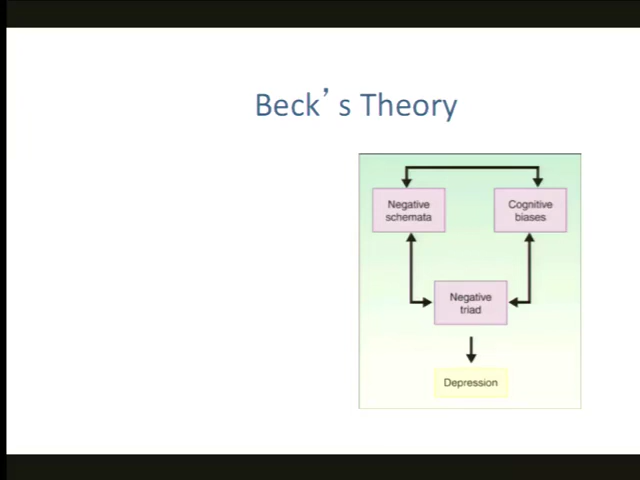 Beck’s Theory
Negative
schemata
Cognitive
biases
Negative
triad
Depression